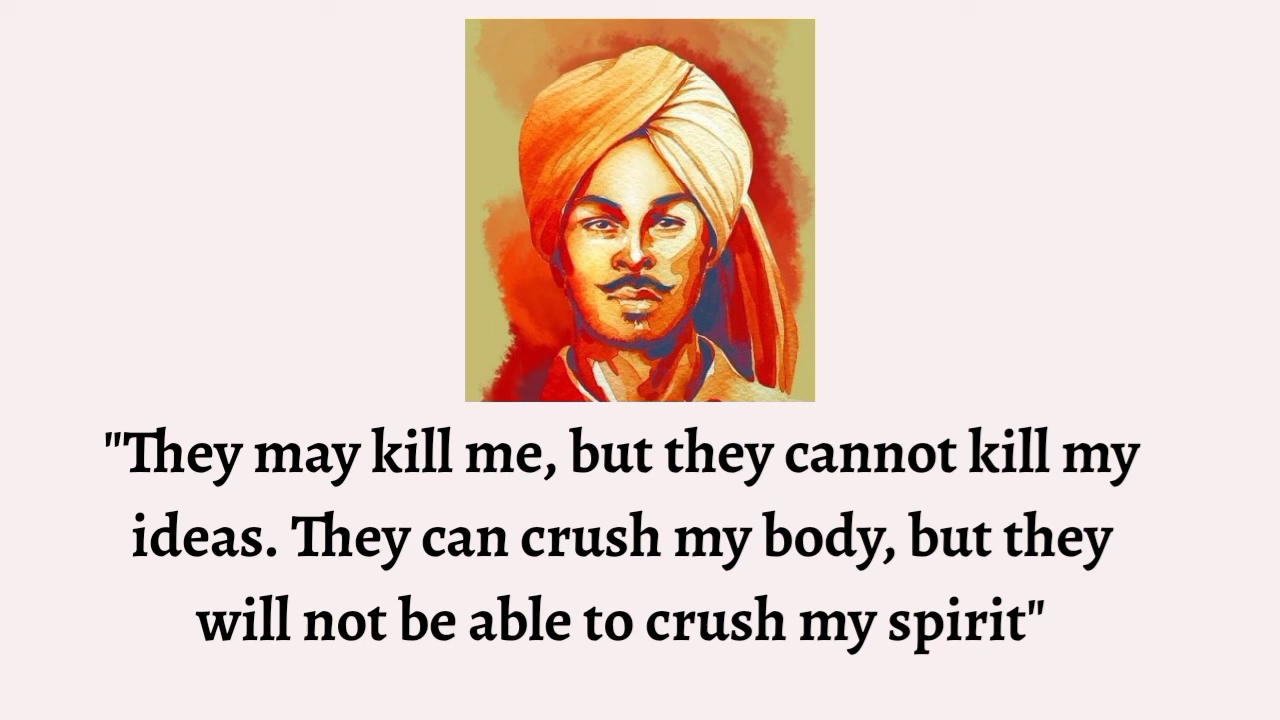 "They may kill me, but they cannot kill my
ideas. They can crush my body, but they
will not be able to crush my spirit"